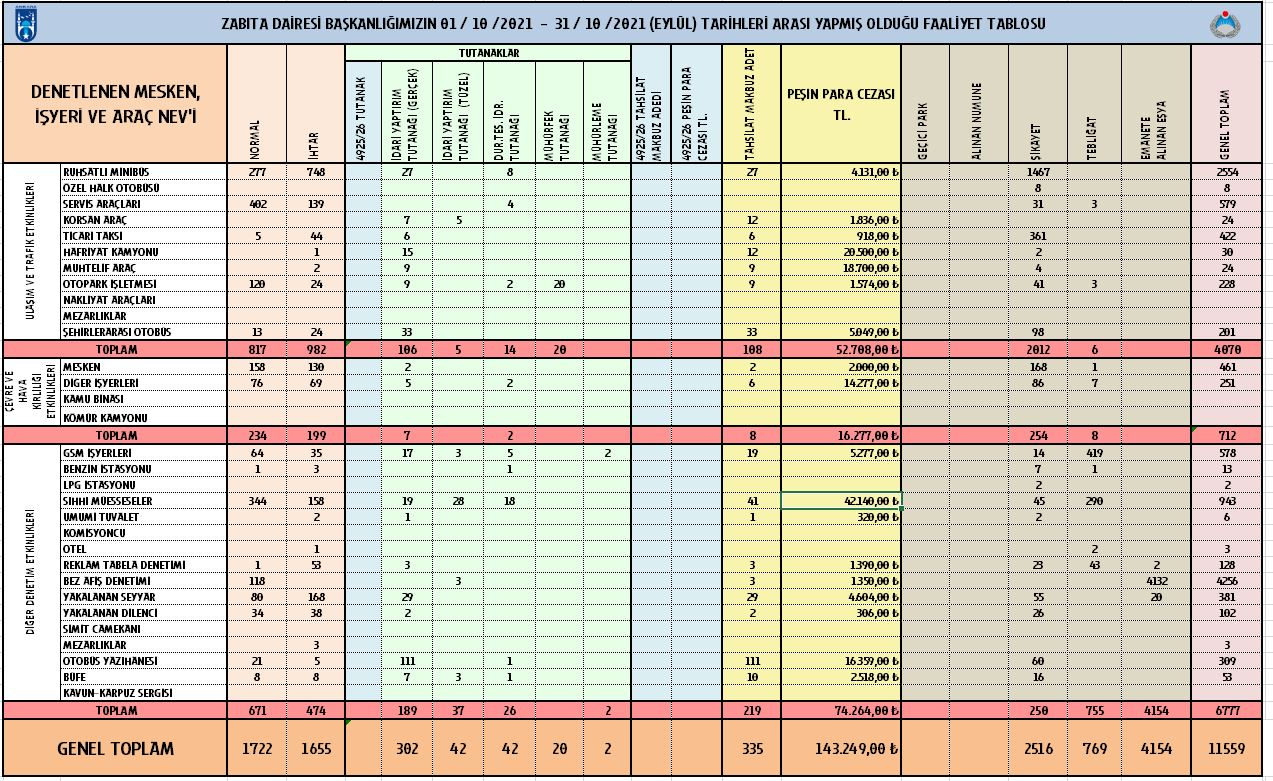 ZABITA DAİRESİ BAŞKANLIĞIMIZIN 01 / 10 /2021 - 31 / 10 /2021 (EYLÜL) TARİHLERİ ARASI YAPMIŞ OLDUĞU FAALİYET TABLOSU
DENETLENEN MESKEN,
İŞYERİ VE ARAÇ NEV'İ
NORMAL
İHTAR
TUTANAKLAR
4925/26 TUTANAK
İDARİ YAPTIRIM
TUTANAĞI (GERÇEK)
İDARİ YAPTIRIM
TUTANAĞI (TÜZEL)
DUR.TES. İDR.
TUTANAĞI
MÜHÜRFEK
TUTANAĞI
MÜHÜRLEME
TUTANAĞI
4925/26 TAHSİLAT
MAKBUZ ADEDİ
4925/26 PEŞİN PARA
CEZASI TL.
TAHSİLAT MAKBUZ ADET
PEŞİN PARA CEZASI
TL.
GEÇİCİ PARK
ALINAN NUMUNE
ŞİKAYET
TEBLİGAT
EMANETE
ALINAN EŞYA
GENEL TOPLAM
ULAŞIM VE TRAFİK ETKİNLİKLERİ
RUHSATLI MİNİBÜS 277 748 27 8 27 4.131,00 ₺ 1467 2554
ÖZEL HALK OTOBÜSÜ 8 8
SERVİS ARAÇLARI 402 139 4 31 3 579
KORSAN ARAÇ 7 5 12 1.836,00 ₺ 24
TİCARİ TAKSİ 5 44 6 6 918,00 ₺ 361 422
HAFRİYAT KAMYONU 1 15 12 20.500,00 ₺ 2 30
MUHTELİF ARAÇ 2 9 9 18.700,00 ₺ 4 24
OTOPARK İŞLETMESİ 120 24 9 2 20 9 1.574,00 ₺ 41 3 228
NAKLİYAT ARAÇLARI
MEZARLIKLAR
ŞEHİRLERARASI OTOBÜS 13 24 33 33 5.049,00 ₺ 98 201
TOPLAM 817 982 106 5 14 20 108 52.708,00 ₺ 2012 6 4070
ÇEVRE VE
HAVA
KİRLİLİĞİ
ETKİNLİKLERİ
MESKEN 158 130 2 2 2.000,00 ₺ 168 1 461
DİĞER İŞYERLERİ 76 69 5 2 6 14.277,00 ₺ 86 7 251
KAMU BİNASI
KÖMÜR KAMYONU
TOPLAM 234 199 7 2 8 16.277,00 ₺ 254 8 712
DİĞER DENETİM ETKİNLİKLERİ
GSM İŞYERLERİ 64 35 17 3 5 2 19 5.277,00 ₺ 14 419 578
BENZİN İSTASYONU 1 3 1 7 1 13
LPG İSTASYONU 2 2
SIHHİ MÜESSESELER 344 158 19 28 18 41 42.140,00 ₺ 45 290 943
UMUMİ TUVALET 2 1 1 320,00 ₺ 2 6
KOMİSYONCU
OTEL 1 2 3
REKLAM TABELA DENETİMİ 1 53 3 3 1.390,00 ₺ 23 43 2 128
BEZ AFİŞ DENETİMİ 118 3 3 1.350,00 ₺ 4132 4256
YAKALANAN SEYYAR 80 168 29 29 4.604,00 ₺ 55 20 381
YAKALANAN DİLENCİ 34 38 2 2 306,00 ₺ 26 102
SİMİT CAMEKANI
MEZARLIKLAR 3 3
OTOBÜS YAZIHANESİ 21 5 111 1 111 16.359,00 ₺ 60 309
BÜFE 8 8 7 3 1 10 2.518,00 ₺ 16 53
KAVUN-KARPUZ SERGİSİ
TOPLAM 671 474 189 37 26 2 219 74.264,00 ₺ 250 755 4154 6777
GENEL TOPLAM 1722 1655 302 42 42 20 2 335 143.249,00 ₺ 2516 769 4154 11559